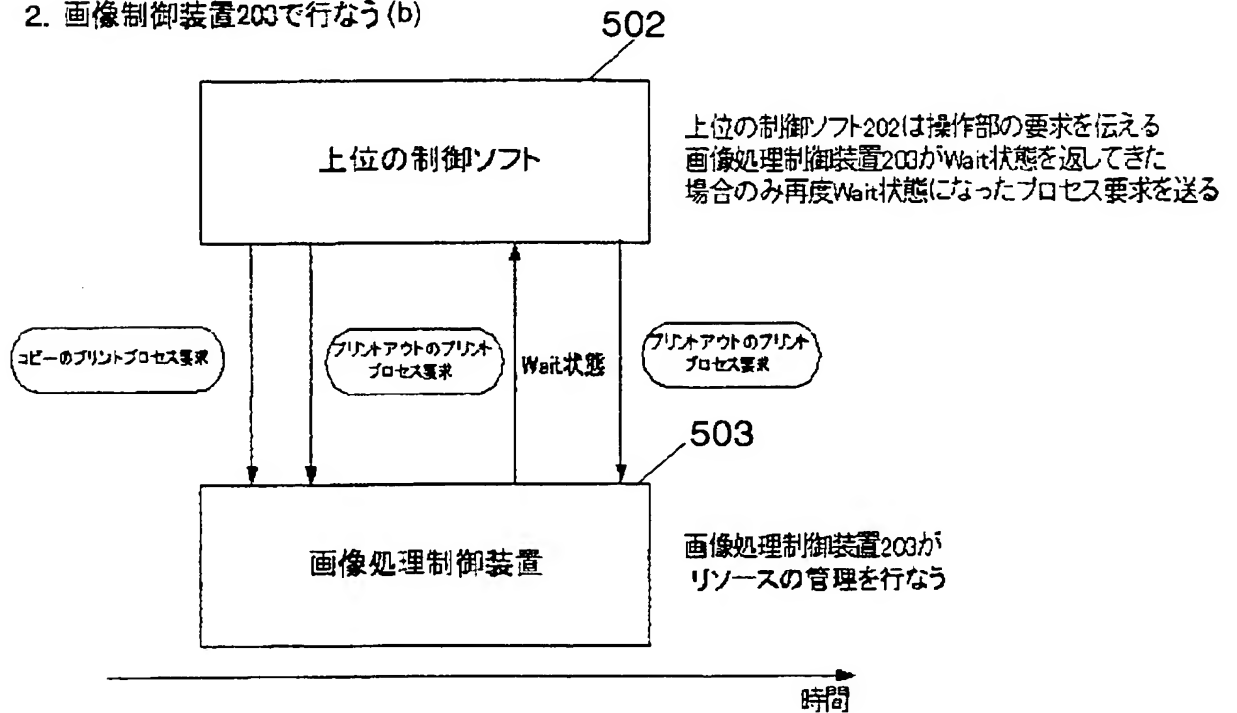 2. 画像制御装置203で行なう(b)
502
上位の制御ソフト
上位の制御ソフト202は操作部の要求を伝える
画像処理制御装置203がWait状態を返してきた
場合のみ再度Wait状態になったプロセス要求を送る
コピーのプリントプロセス要求
プリントアウトのプリント
プロセス要求
Wait状態
プリントアウトのプリント
プロセス要求
503
画像処理制御装置
画像処理制御装置203が
リソースの管理を行なう
時間